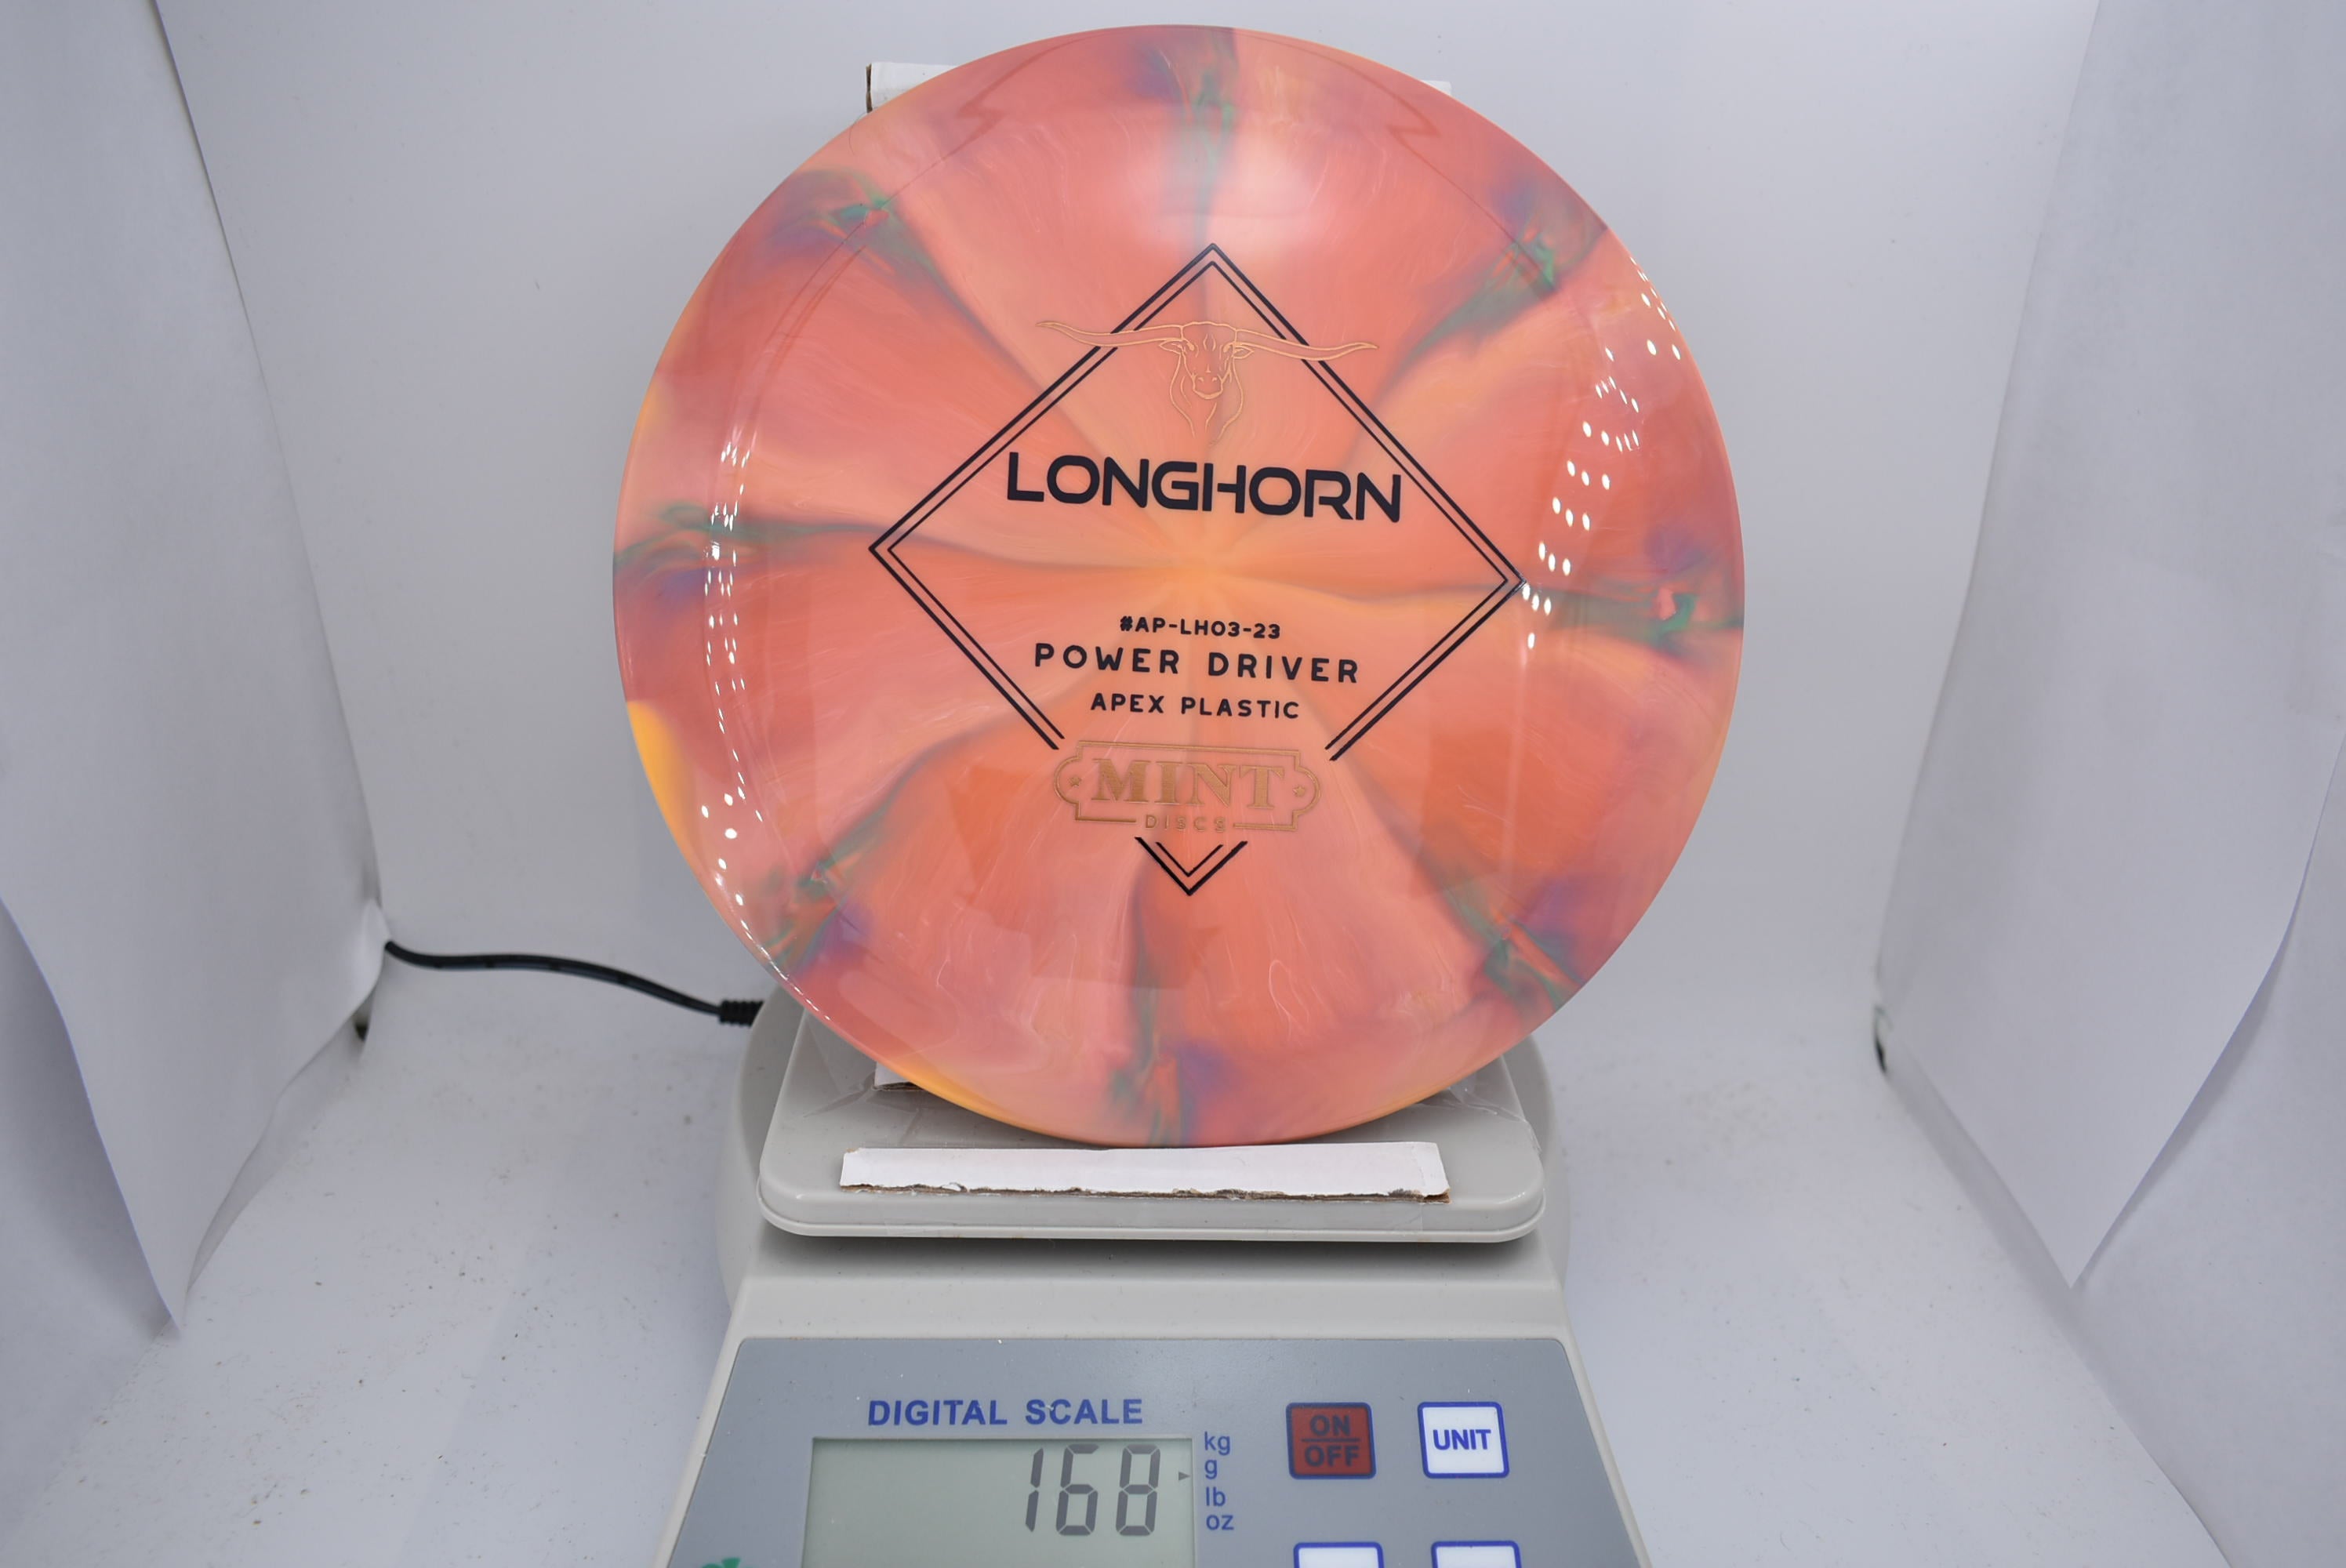 LONGHORN
#AP-LH03-23
POWER DRIVER
APEX PLASTIC
MINT
DISCS
DIGITAL SCALE
168
kg
g
lb
oz
ON
OFF
UNIT